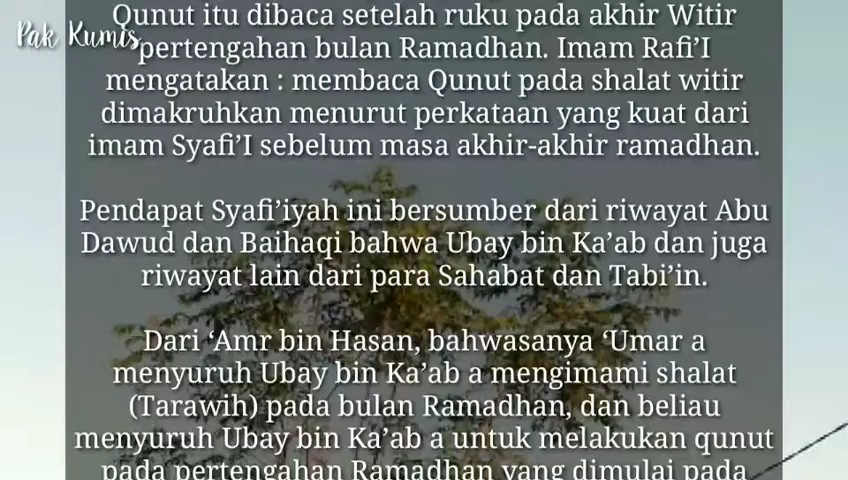 Pak Kumis
Qunut itu dibaca setelah ruku pada akhir Witir
pertengahan bulan Ramadhan. Imam Rafi’I
mengatakan : membaca Qunut pada shalat witir
dimakruhkan menurut perkataan yang kuat dari
imam Syafi’I sebelum masa akhir-akhir ramadhan.
Pendapat Syafi’iyah ini bersumber dari riwayat Abu
Dawud dan Baihaqi bahwa Ubay bin Ka’ab dan juga
riwayat lain dari para Sahabat dan Tabi’in.
Dari ‘Amr bin Hasan, bahwasanya ‘Umar a
menyuruh Ubay bin Ka’ab a mengimami shalat
(Tarawih) pada bulan Ramadhan, dan beliau
menyuruh Ubay bin Ka’ab a untuk melakukan qunut
pada pertengahan Ramadhan yang dimulai pada